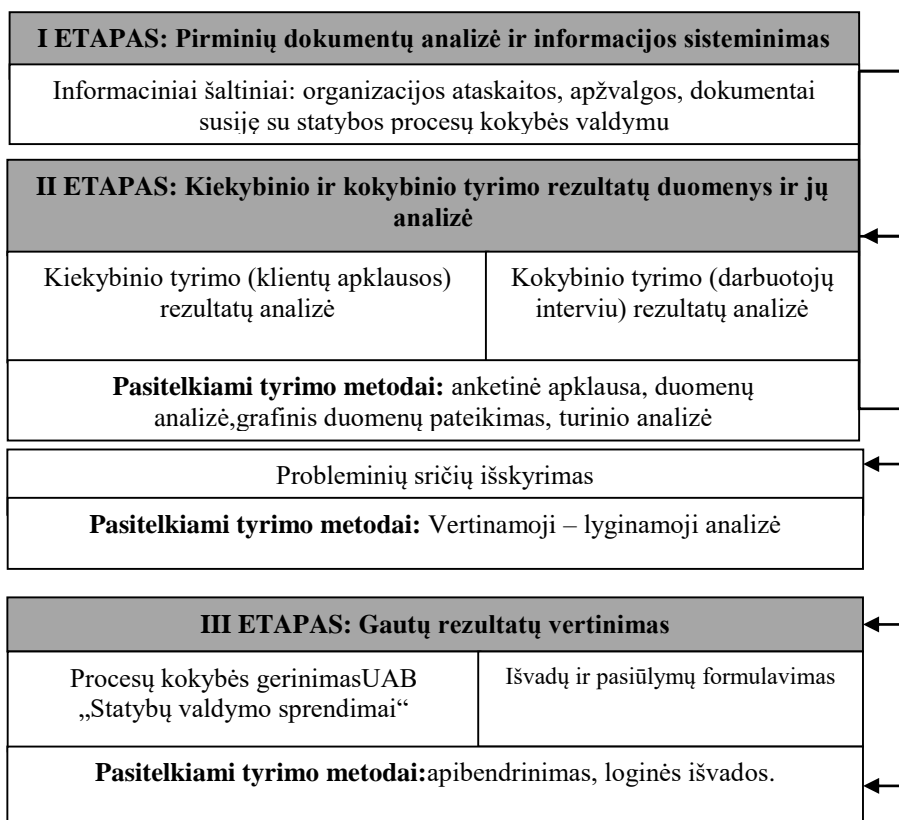 I ETAPAS: Pirminių dokumentų analizė ir informacijos sisteminimas
Informaciniai šaltiniai: organizacijos ataskaitos, apžvalgos, dokumentai
susiję su statybos procesų kokybės valdymu
II ETAPAS: Kiekybinio ir kokybinio tyrimo rezultatų duomenys ir jų
analizė
Kiekybinio tyrimo (klientų apklausos)
rezultatų analizė
Kokybinio tyrimo (darbuotojų
interviu) rezultatų analizė
Pasitelkiami tyrimo metodai: anketinė apklausa, duomenų
analizė,grafinis duomenų pateikimas, turinio analizė
Probleminių sričių išskyrimas
Pasitelkiami tyrimo metodai: Vertinamoji – lyginamoji analizė
III ETAPAS: Gautų rezultatų vertinimas
Procesų kokybės gerinimasUAB
„Statybų valdymo sprendimai“
Išvadų ir pasiūlymų formulavimas
Pasitelkiami tyrimo metodai:apibendrinimas, loginės išvados.